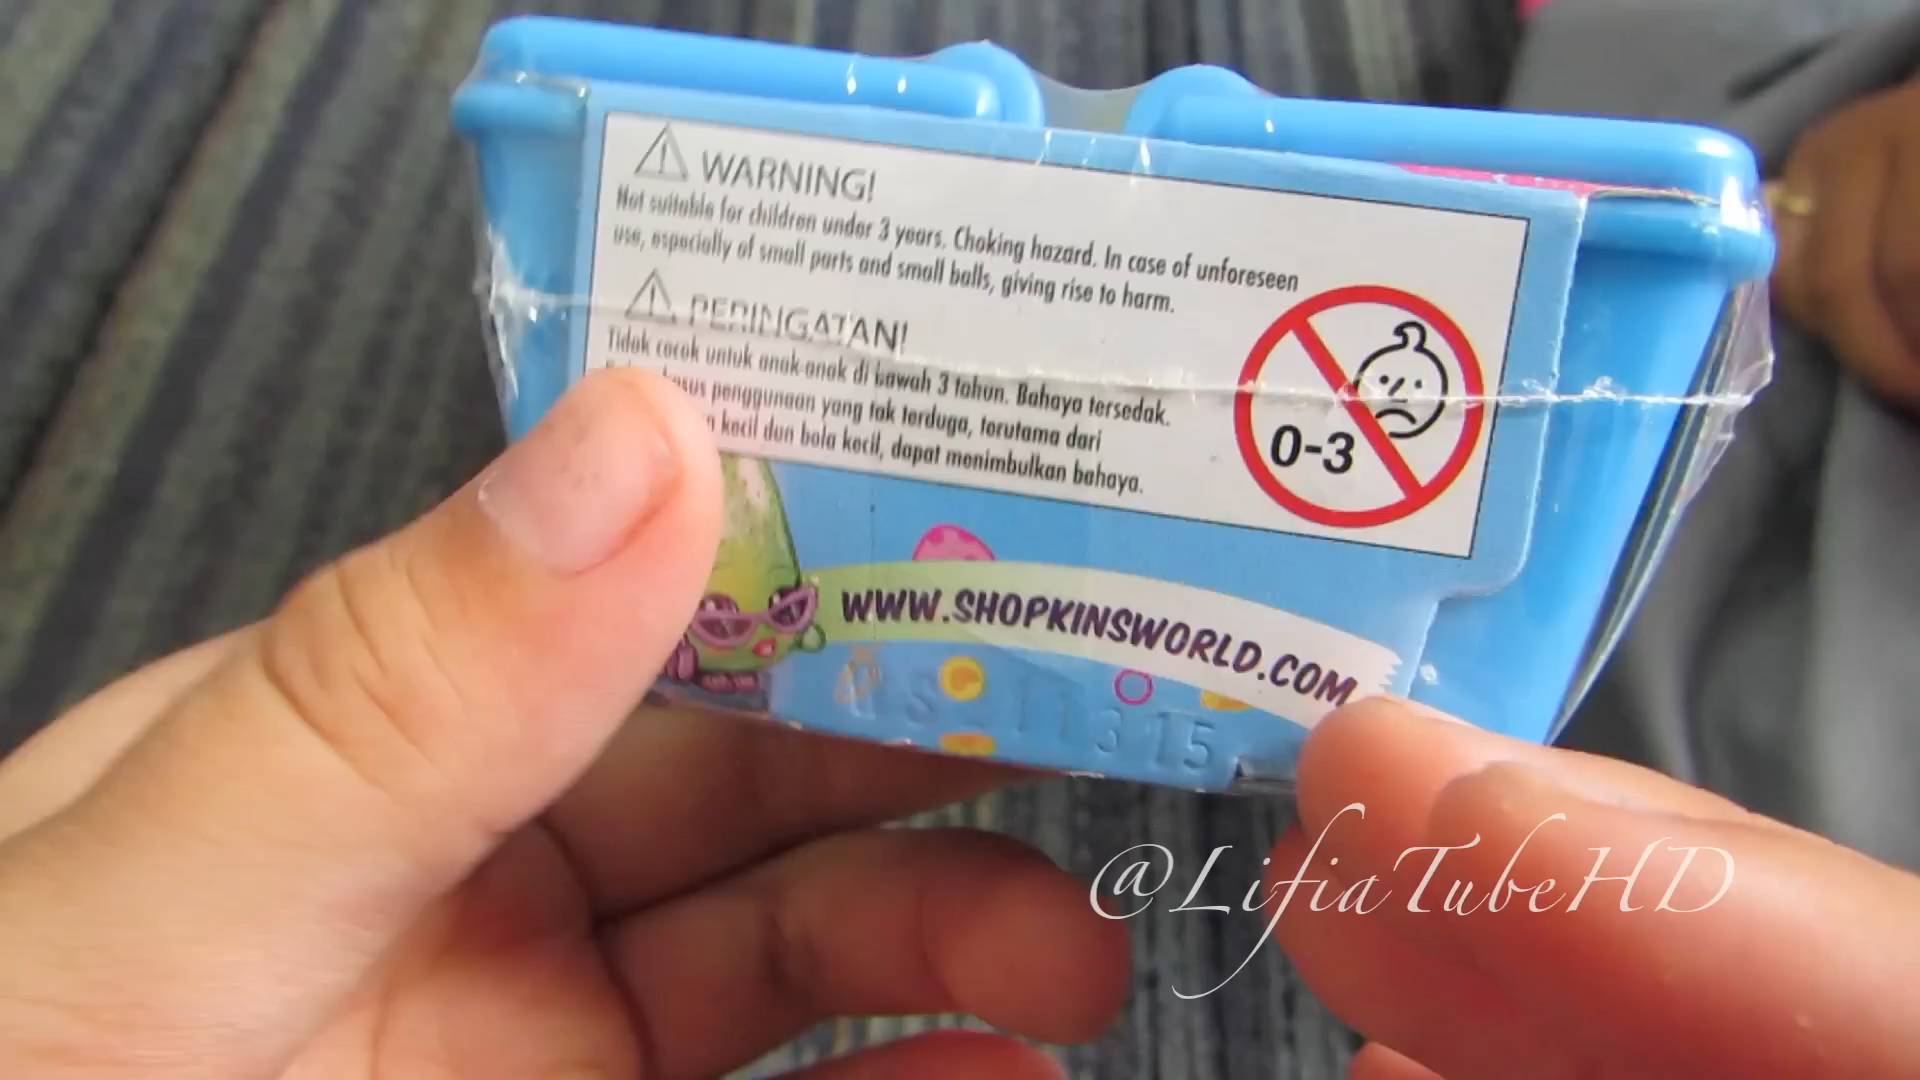 WARNING!
Not suitable for children under 3 years. Choking hazard. In case of unforeseen
use, especially of small parts and small balls, giving rise to harm.
PERINGATAN!
Tidak cocok untuk anak-anak di bawah 3 tahun. Bahaya tersedak.
penggunaan yang tak terduga, terutama dari
kecil dan bola kecil, dapat menimbulkan bahaya.
0-3
WWW.SHOPKINSWORLD.COM
11315
@LifiaTubeHD